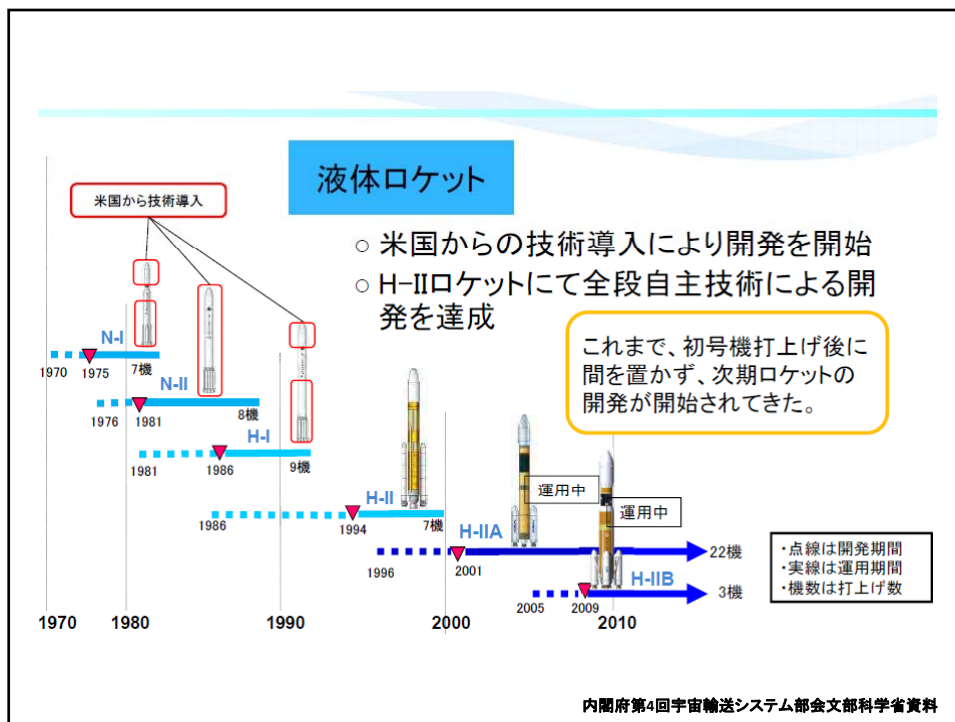 液体ロケット
米国から技術導入
○ 米国からの技術導入により開発を開始
○ H-IIロケットにて全段自主技術による開
発を達成
これまで、初号機打上げ後に
間を置かず、次期ロケットの
開発が開始されてきた。
N-I
1970
1975
7機
N-II
1976
1981
8機
H-I
1981
1986
9機
H-II
1986
1994
7機
運用中
H-IIA
1996
2001
22機
運用中
H-IIB
2005
2009
3機
・点線は開発期間
・実線は運用期間
・機数は打上げ数
1970
1980
1990
2000
2010
内閣府第4回宇宙輸送システム部会文部科学省資料